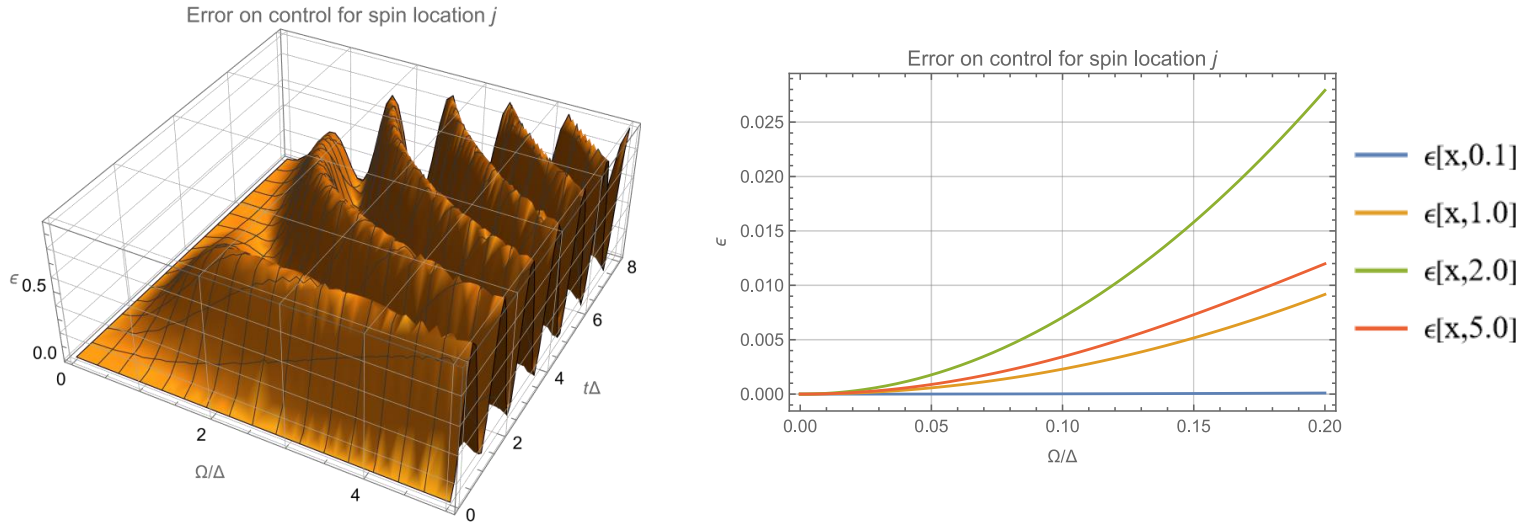 Error on control for spin location j
ϵ
0.5
0.0
0
2
4
Ω/Δ
0
2
4
6
8
tΔ
Error on control for spin location j
ϵ
0.025
0.020
0.015
0.010
0.005
0.000
0.00
0.05
0.10
0.15
0.20
Ω/Δ
ϵ[x,0.1]
ϵ[x,1.0]
ϵ[x,2.0]
ϵ[x,5.0]